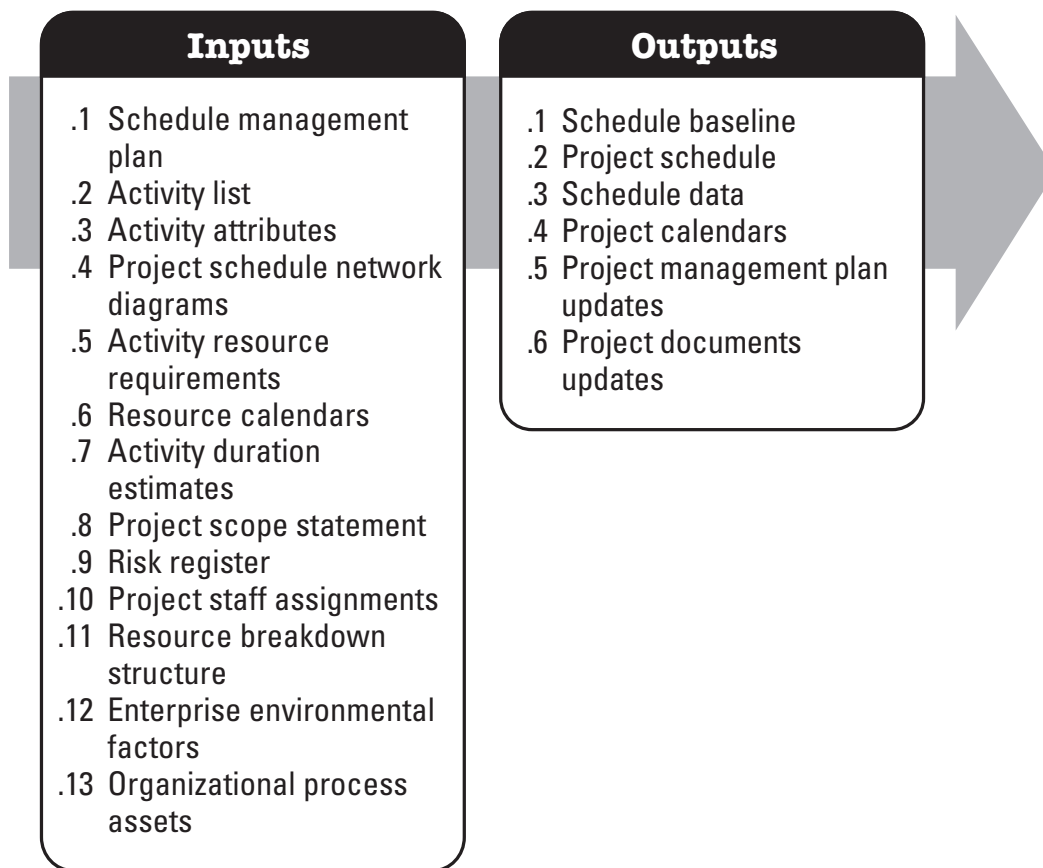 Inputs
.1 Schedule management
plan
.2 Activity list
.3 Activity attributes
.4 Project schedule network
diagrams
.5 Activity resource
requirements
.6 Resource calendars
.7 Activity duration
estimates
.8 Project scope statement
.9 Risk register
.10 Project staff assignments
.11 Resource breakdown
structure
.12 Enterprise environmental
factors
.13 Organizational process
assets
Outputs
.1 Schedule baseline
.2 Project schedule
.3 Schedule data
.4 Project calendars
.5 Project management plan
updates
.6 Project documents
updates